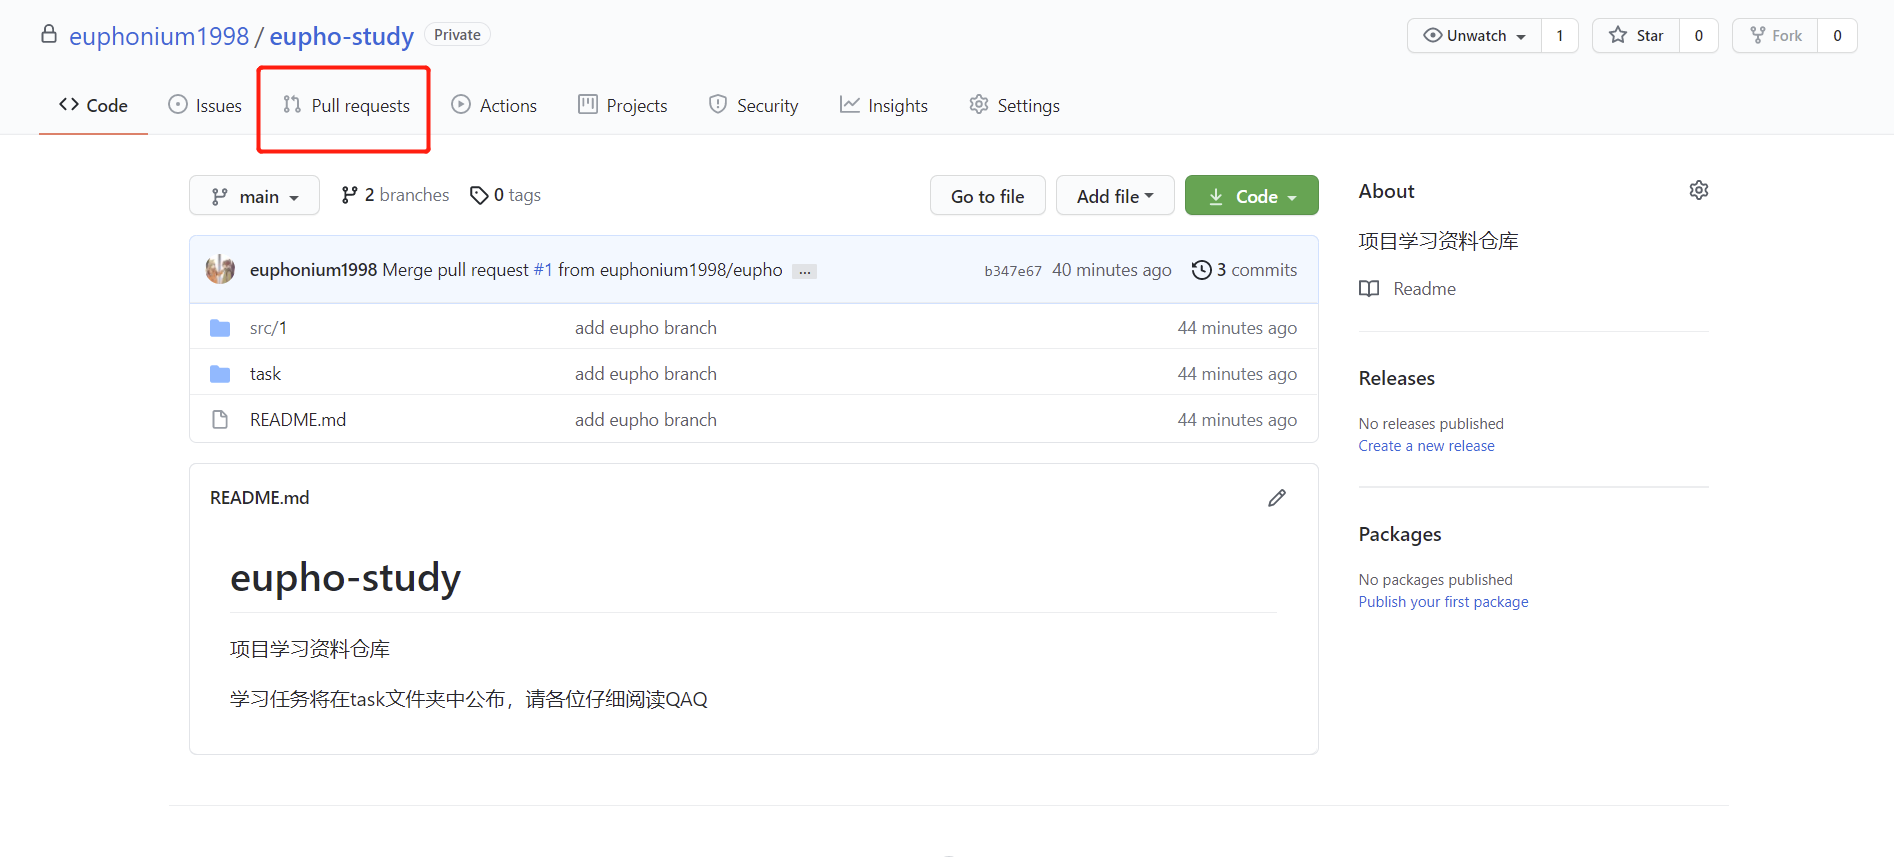 euphonium1998 / eupho-study Private Unwatch 1 Star 0 Fork 0
Code Issues Pull requests Actions Projects Security Insights Settings
main 2 branches 0 tags Go to file Add file Code
euphonium1998 Merge pull request #1 from euphonium1998/eupho ... b347e67 40 minutes ago 3 commits
src/1 add eupho branch 44 minutes ago
task add eupho branch 44 minutes ago
README.md add eupho branch 44 minutes ago
README.md
eupho-study
项目学习资料仓库
学习任务将在task文件夹中公布，请各位仔细阅读QAQ
About
项目学习资料仓库
Readme
Releases
No releases published
Create a new release
Packages
No packages published
Publish your first package